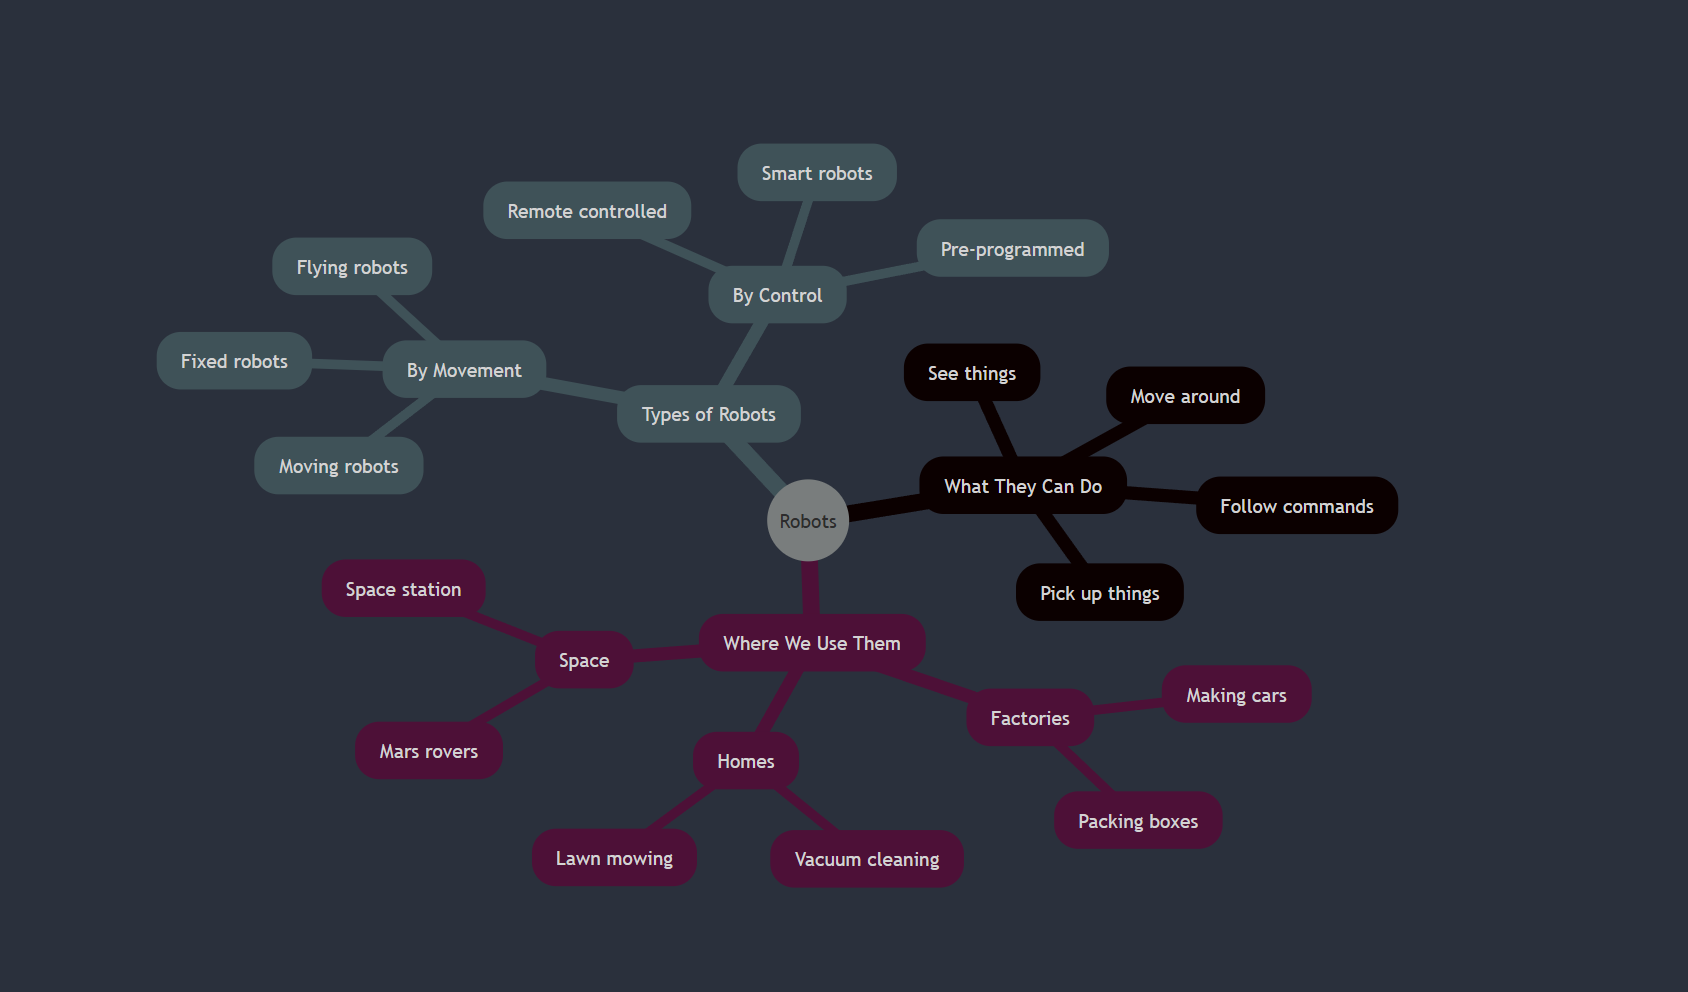 Smart robots
Remote controlled
Pre-programmed
Flying robots
By Control
Fixed robots
By Movement
See things
Move around
Types of Robots
Moving robots
What They Can Do
Follow commands
Robots
Space station
Pick up things
Where We Use Them
Space
Making cars
Factories
Mars rovers
Homes
Packing boxes
Lawn mowing
Vacuum cleaning